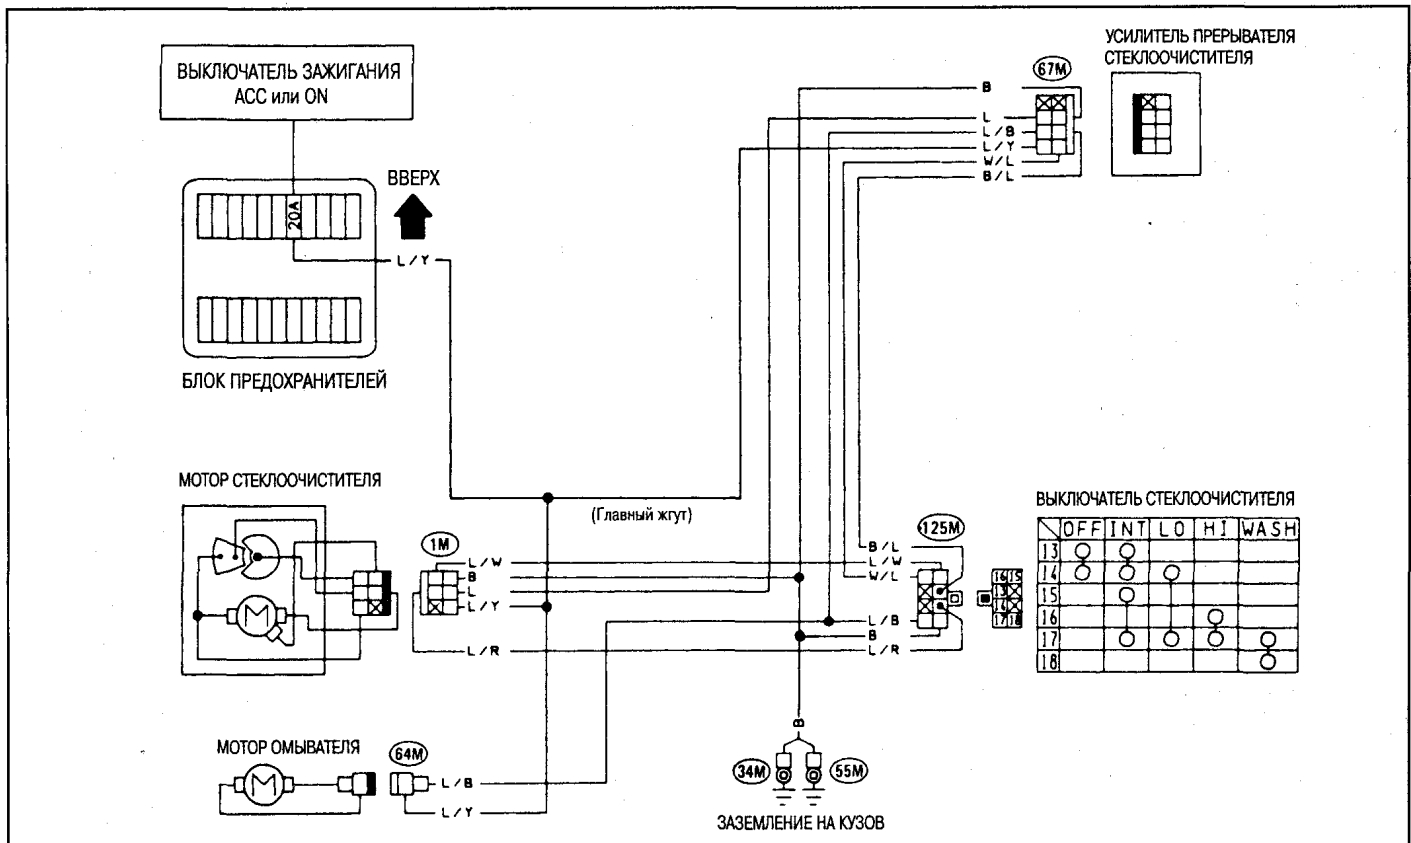 УСИЛИТЕЛЬ ПРЕРЫВАТЕЛЯ
СТЕКЛООЧИСТИТЕЛЯ
67M
B
L
L/B
L/Y
W/L
B/L
ВЫКЛЮЧАТЕЛЬ ЗАЖИГАНИЯ
АСС или ON
20A
ВВЕРХ
L/Y
БЛОК ПРЕДОХРАНИТЕЛЕЙ
МОТОР СТЕКЛООЧИСТИТЕЛЯ
M
1M
L/W
B
L
L/Y
L/R
(Главный жгут)
125M
B/L
L/W
W/L
L/B
B
L/R
16 15
13
14
17 18
ВЫКЛЮЧАТЕЛЬ СТЕКЛООЧИСТИТЕЛЯ
OFF INT LO HI WASH
13
14
15
16
17
18
МОТОР ОМЫВАТЕЛЯ
M
64M
L/B
L/Y
B
34M
55M
ЗАЗЕМЛЕНИЕ НА КУЗОВ